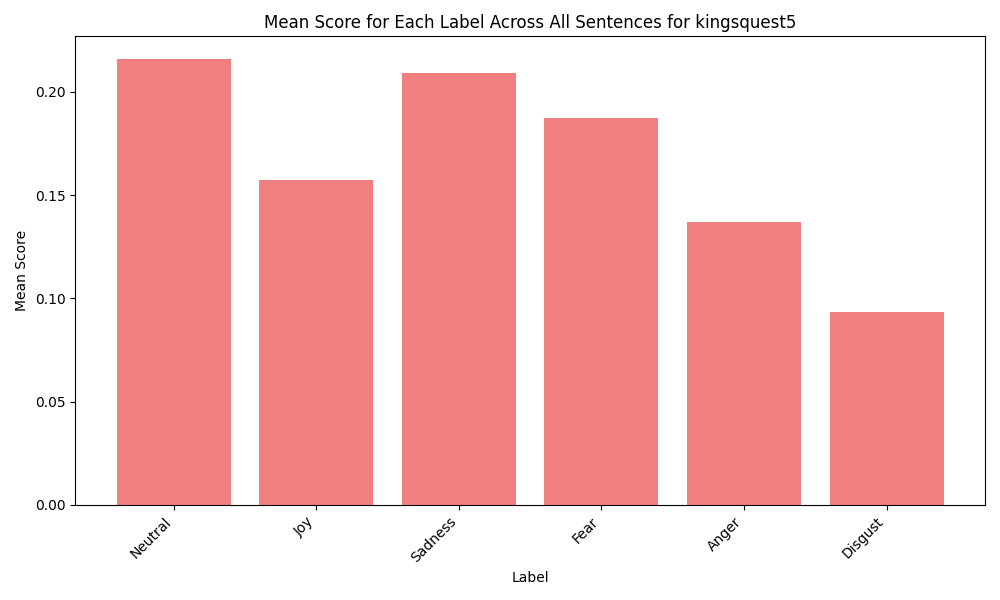 Mean Score for Each Label Across All Sentences for kingsquest5
Mean Score
0.20
0.15
0.10
0.05
0.00
Neutral
Joy
Sadness
Fear
Anger
Disgust
Label